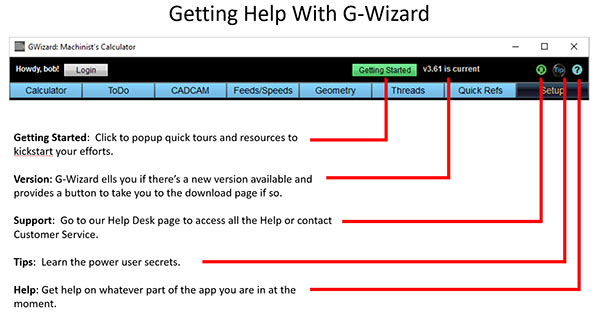 Getting Help With G-Wizard
GWizard: Machinist's Calculator
Howdy, bob! Login Getting Started v3.61 is current Tip ?
Calculator ToDo CADCAM Feeds/Speeds Geometry Threads Quick Refs Setup
Getting Started: Click to popup quick tours and resources to
kickstart your efforts.
Version: G-Wizard ells you if there's a new version available and
provides a button to take you to the download page if so.
Support: Go to our Help Desk page to access all the Help or contact
Customer Service.
Tips: Learn the power user secrets.
Help: Get help on whatever part of the app you are in at the
moment.